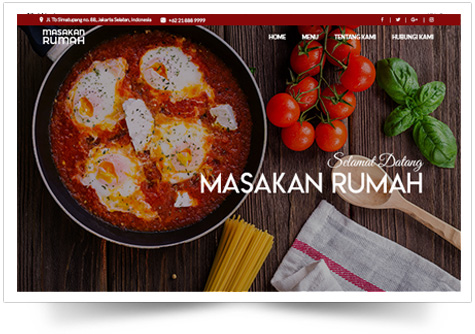 Jl. Tb Simatupang no. 88, Jakarta Selatan, Indonesia +62 21 888 9999
MASAKAN RUMAH
HOME MENU TENTANG KAMI HUBUNGI KAMI
Selamat Datang
MASAKAN RUMAH